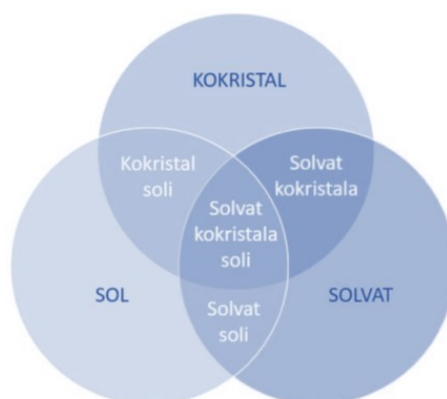 KOKRISTAL
Kokristal
soli
Solvat
kokristala
Solvat
kokristala
soli
SOL
SOLVAT
Solvat
soli